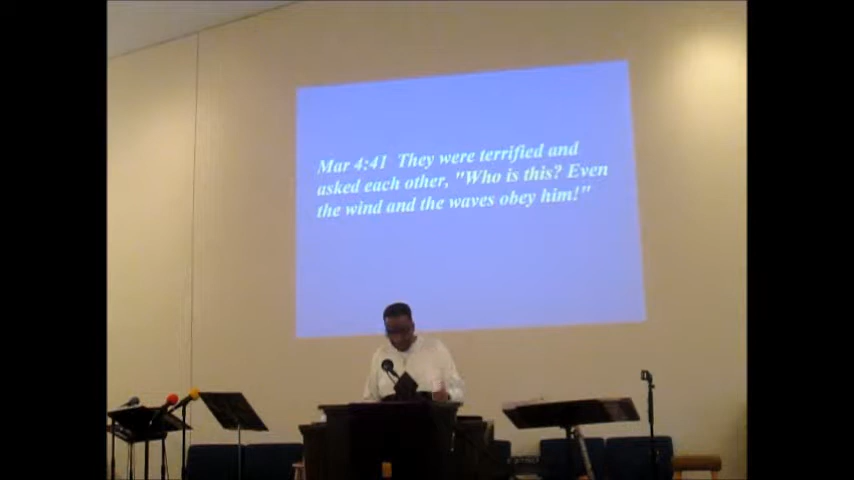 Mar 4:41 They were terrified and
asked each other, "Who is this? Even
the wind and the waves obey him!"